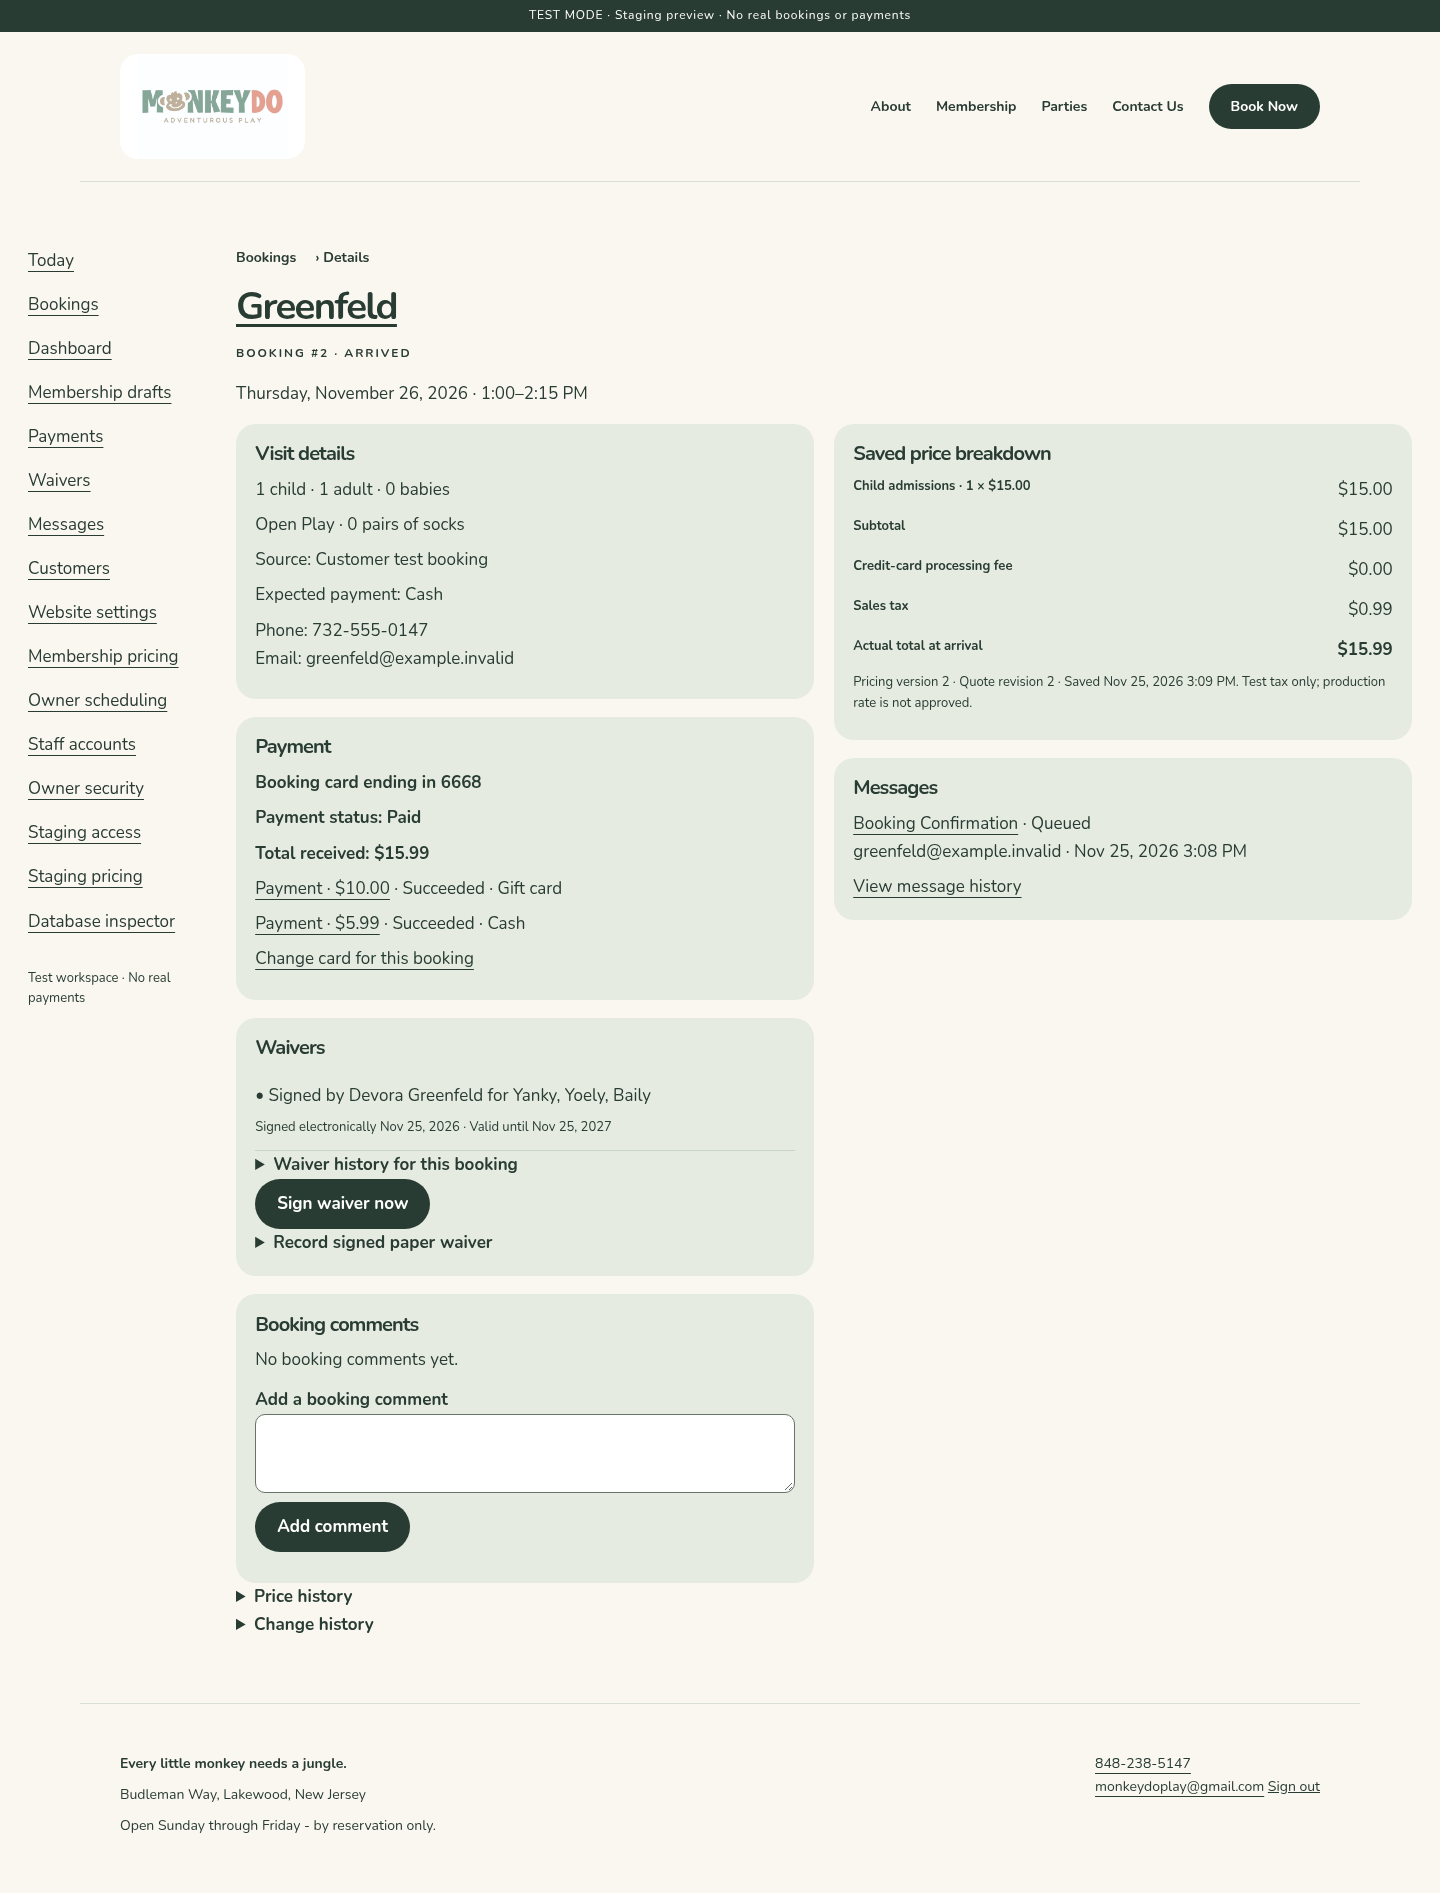 TEST MODE · Staging preview · No real bookings or payments
MONKEYDO
ADVENTUROUS PLAY
About Membership Parties Contact Us Book Now
Today
Bookings
Dashboard
Membership drafts
Payments
Waivers
Messages
Customers
Website settings
Membership pricing
Owner scheduling
Staff accounts
Owner security
Staging access
Staging pricing
Database inspector
Test workspace · No real
payments
Bookings › Details
Greenfeld
BOOKING #2 · ARRIVED
Thursday, November 26, 2026 · 1:00–2:15 PM
Visit details
1 child · 1 adult · 0 babies
Open Play · 0 pairs of socks
Source: Customer test booking
Expected payment: Cash
Phone: 732-555-0147
Email: greenfeld@example.invalid
Payment
Booking card ending in 6668
Payment status: Paid
Total received: $15.99
Payment · $10.00 · Succeeded · Gift card
Payment · $5.99 · Succeeded · Cash
Change card for this booking
Waivers
• Signed by Devora Greenfeld for Yanky, Yoely, Baily
Signed electronically Nov 25, 2026 · Valid until Nov 25, 2027
▶ Waiver history for this booking
Sign waiver now
▶ Record signed paper waiver
Booking comments
No booking comments yet.
Add a booking comment
Add comment
▶ Price history
▶ Change history
Saved price breakdown
Child admissions · 1 × $15.00 $15.00
Subtotal $15.00
Credit-card processing fee $0.00
Sales tax $0.99
Actual total at arrival $15.99
Pricing version 2 · Quote revision 2 · Saved Nov 25, 2026 3:09 PM. Test tax only; production
rate is not approved.
Messages
Booking Confirmation · Queued
greenfeld@example.invalid · Nov 25, 2026 3:08 PM
View message history
Every little monkey needs a jungle.
Budleman Way, Lakewood, New Jersey
Open Sunday through Friday - by reservation only.
848-238-5147
monkeydoplay@gmail.com Sign out